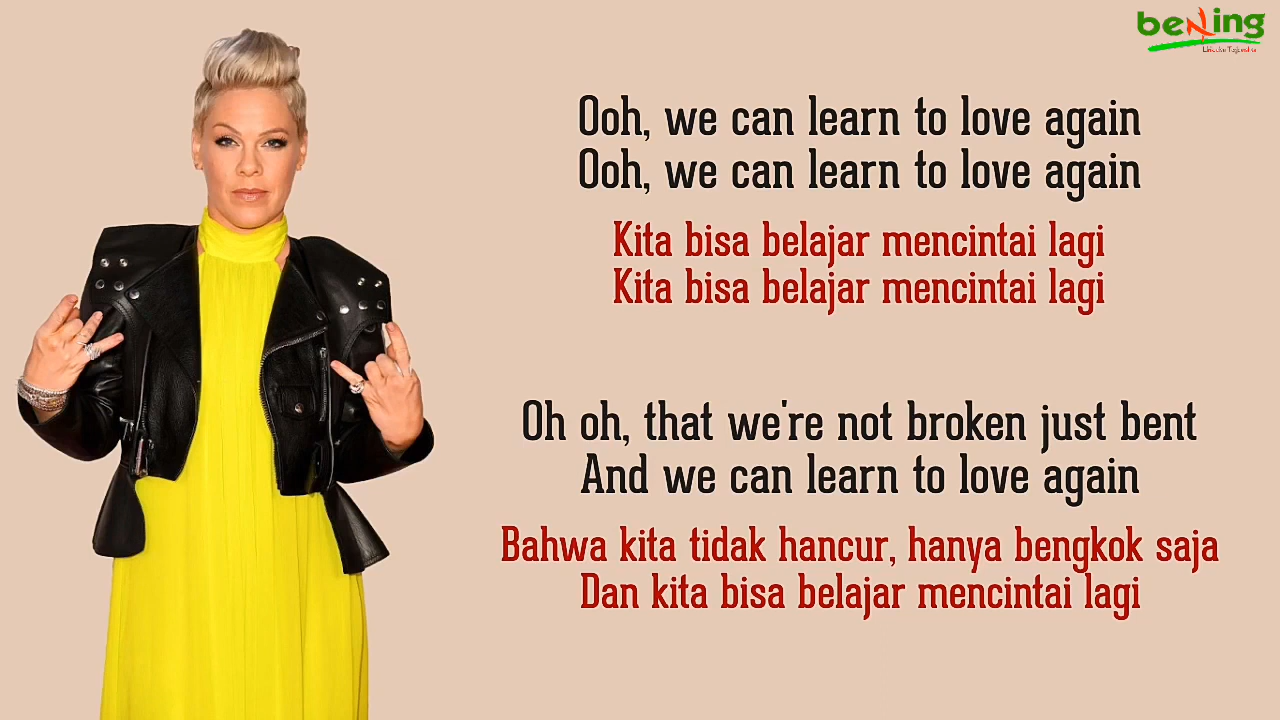 beNing
Ooh, we can learn to love again
Ooh, we can learn to love again
Kita bisa belajar mencintai lagi
Kita bisa belajar mencintai lagi
Oh oh, that we're not broken just bent
And we can learn to love again
Bahwa kita tidak hancur, hanya bengkok saja
Dan kita bisa belajar mencintai lagi